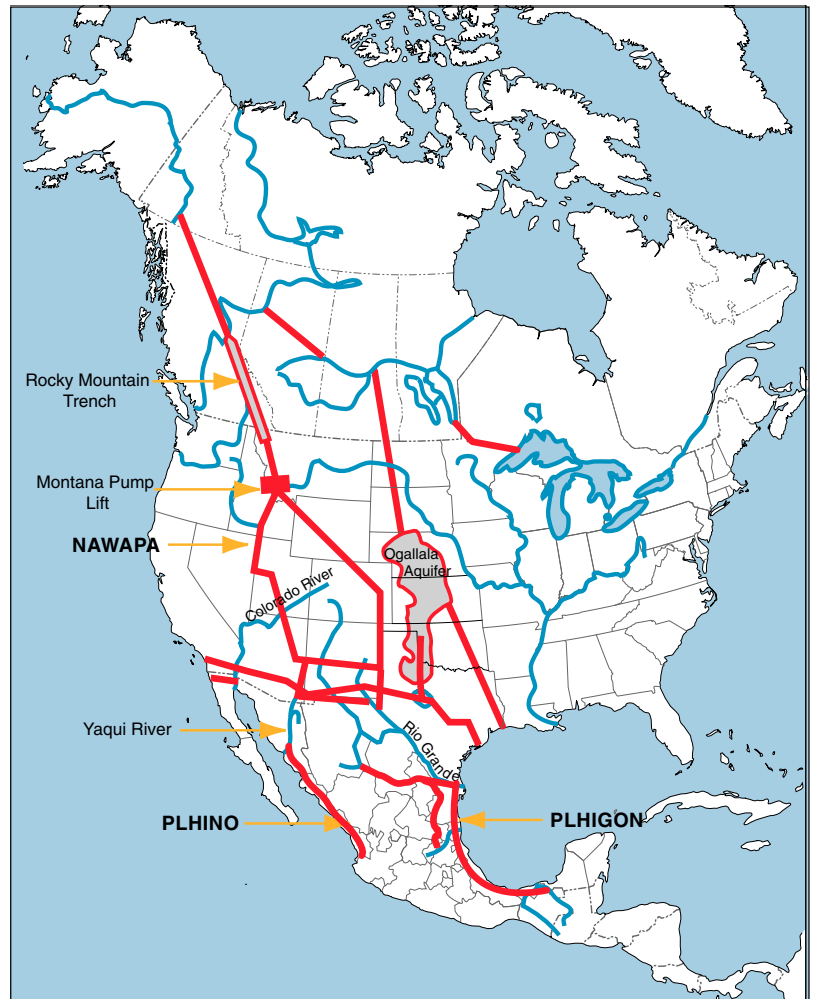 Rocky Mountain
Trench
Montana Pump
Lift
NAWAPA
Ogallala
Aquifer
Colorado River
Yaqui River
Rio Grande
PLHINO
PLHIGON